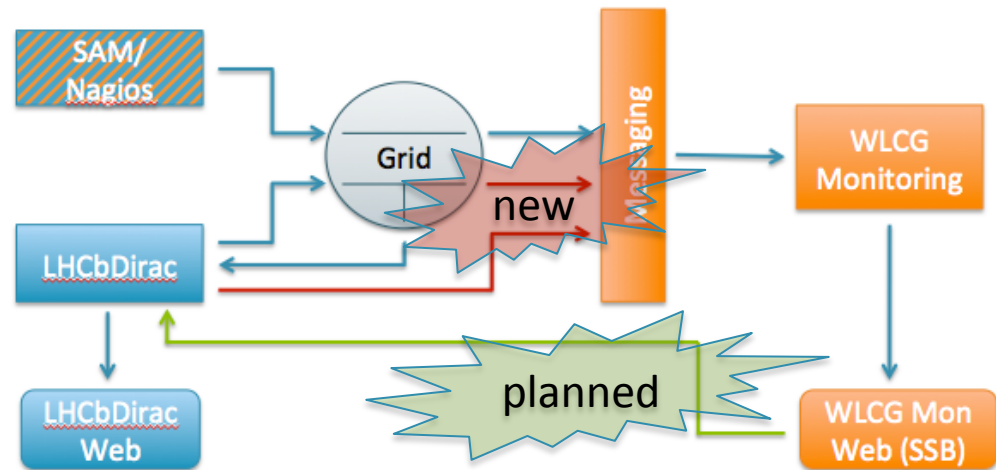 SAM/
Nagios
Grid
Messaging
WLCG
Monitoring
new
LHCbDirac
planned
LHCbDirac
Web
WLCG Mon
Web (SSB)